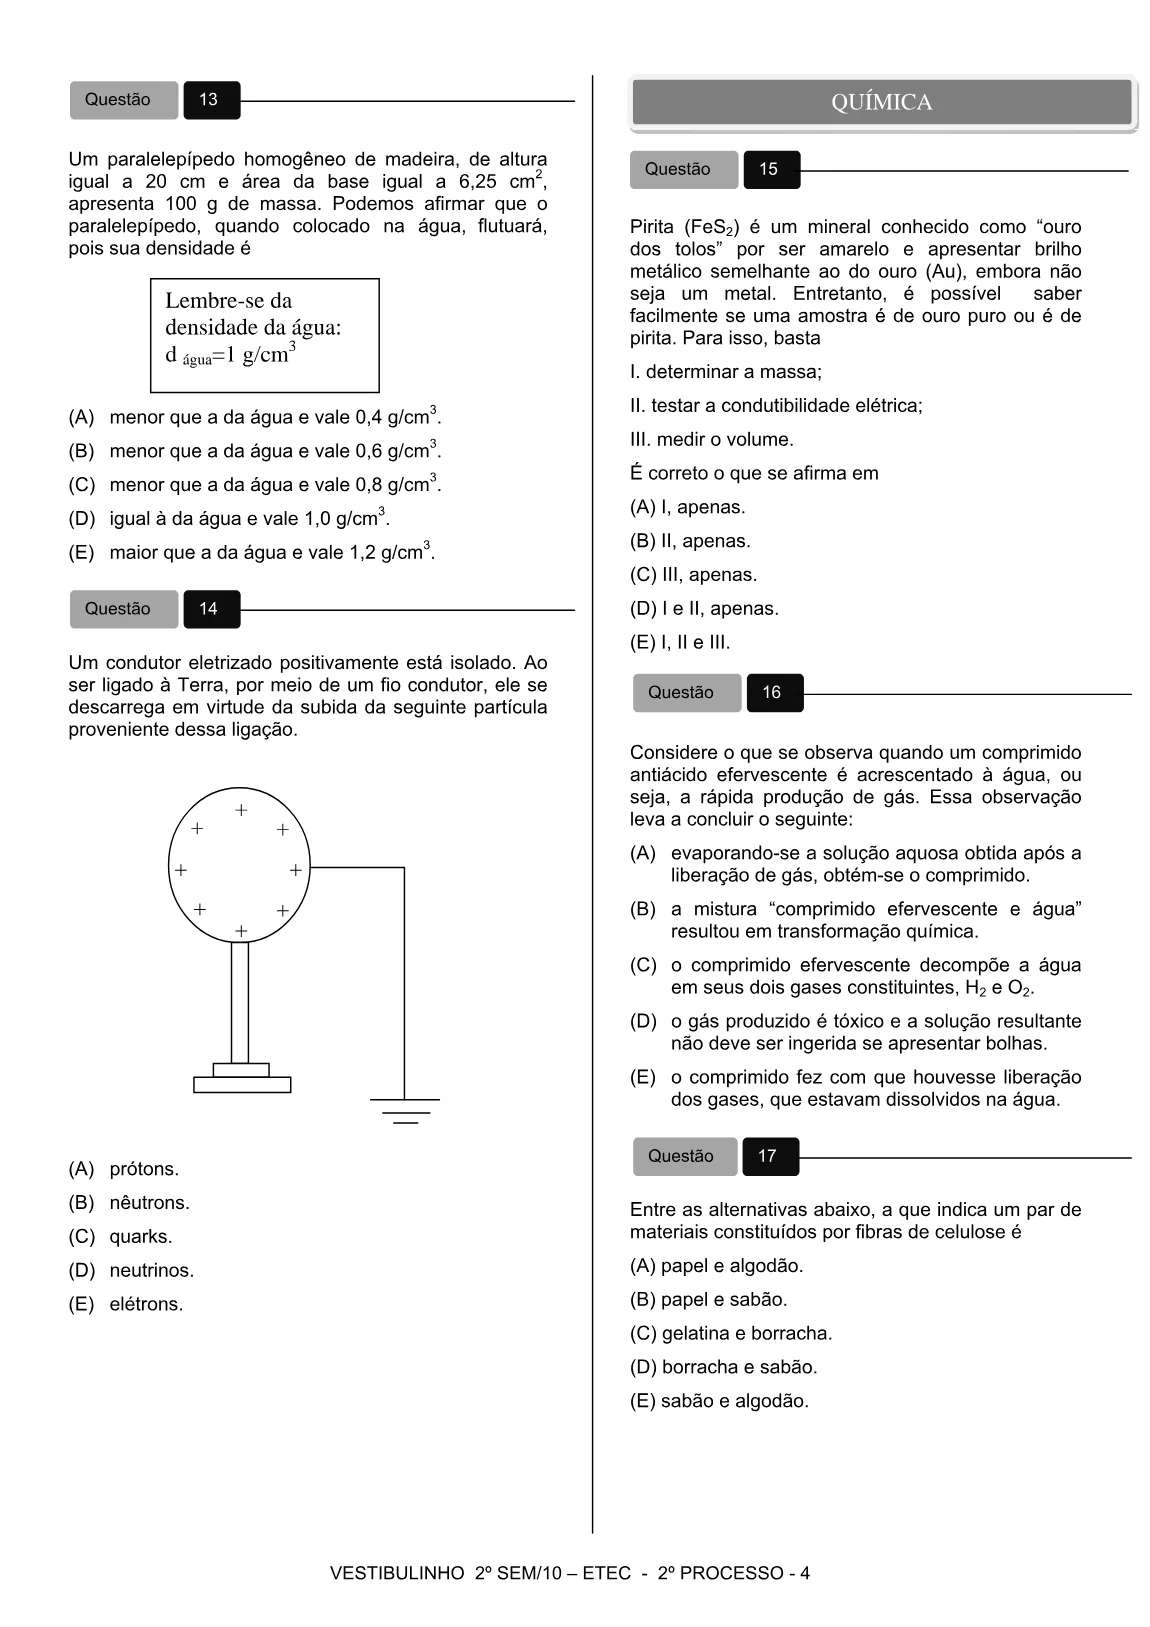 Questão 13
Um paralelepípedo homogêneo de madeira, de altura
igual a 20 cm e área da base igual a 6,25 cm²,
apresenta 100 g de massa. Podemos afirmar que o
paralelepípedo, quando colocado na água, flutuará,
pois sua densidade é
Lembre-se da
densidade da água:
d água=1 g/cm³
(A) menor que a da água e vale 0,4 g/cm³.
(B) menor que a da água e vale 0,6 g/cm³.
(C) menor que a da água e vale 0,8 g/cm³.
(D) igual à da água e vale 1,0 g/cm³.
(E) maior que a da água e vale 1,2 g/cm³.
Questão 14
Um condutor eletrizado positivamente está isolado. Ao
ser ligado à Terra, por meio de um fio condutor, ele se
descarrega em virtude da subida da seguinte partícula
proveniente dessa ligação.
+
+ +
+ +
+ +
+
(A) prótons.
(B) nêutrons.
(C) quarks.
(D) neutrinos.
(E) elétrons.
QUÍMICA
Questão 15
Pirita (FeS₂) é um mineral conhecido como “ouro
dos tolos” por ser amarelo e apresentar brilho
metálico semelhante ao do ouro (Au), embora não
seja um metal. Entretanto, é possível saber
facilmente se uma amostra é de ouro puro ou é de
pirita. Para isso, basta
I. determinar a massa;
II. testar a condutibilidade elétrica;
III. medir o volume.
É correto o que se afirma em
(A) I, apenas.
(B) II, apenas.
(C) III, apenas.
(D) I e II, apenas.
(E) I, II e III.
Questão 16
Considere o que se observa quando um comprimido
antiácido efervescente é acrescentado à água, ou
seja, a rápida produção de gás. Essa observação
leva a concluir o seguinte:
(A) evaporando-se a solução aquosa obtida após a
liberação de gás, obtém-se o comprimido.
(B) a mistura “comprimido efervescente e água”
resultou em transformação química.
(C) o comprimido efervescente decompõe a água
em seus dois gases constituintes, H₂ e O₂.
(D) o gás produzido é tóxico e a solução resultante
não deve ser ingerida se apresentar bolhas.
(E) o comprimido fez com que houvesse liberação
dos gases, que estavam dissolvidos na água.
Questão 17
Entre as alternativas abaixo, a que indica um par de
materiais constituídos por fibras de celulose é
(A) papel e algodão.
(B) papel e sabão.
(C) gelatina e borracha.
(D) borracha e sabão.
(E) sabão e algodão.
VESTIBULINHO 2º SEM/10 – ETEC - 2º PROCESSO - 4